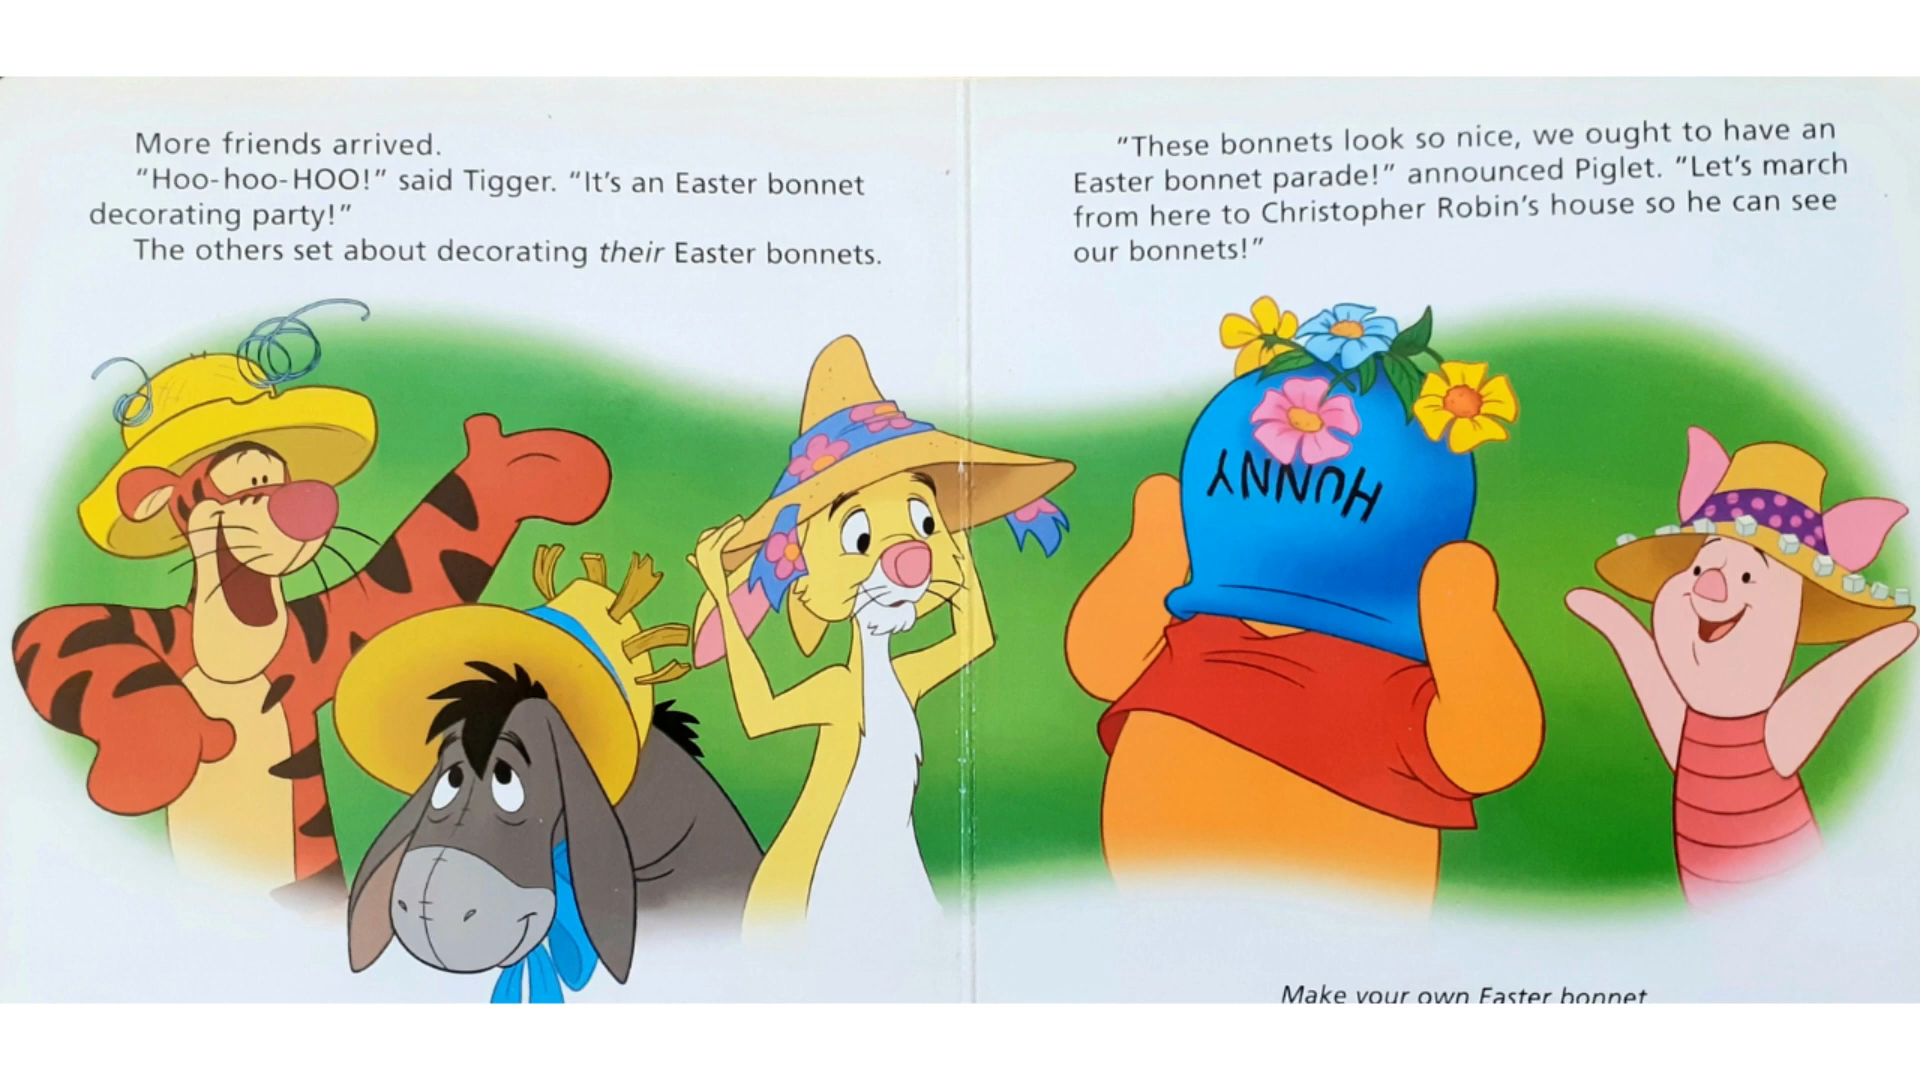 More friends arrived.
“Hoo-hoo-HOO!” said Tigger. “It’s an Easter bonnet
decorating party!”
The others set about decorating their Easter bonnets.
“These bonnets look so nice, we ought to have an
Easter bonnet parade!” announced Piglet. “Let’s march
from here to Christopher Robin’s house so he can see
our bonnets!”
HUNNY
Make your own Easter bonnet